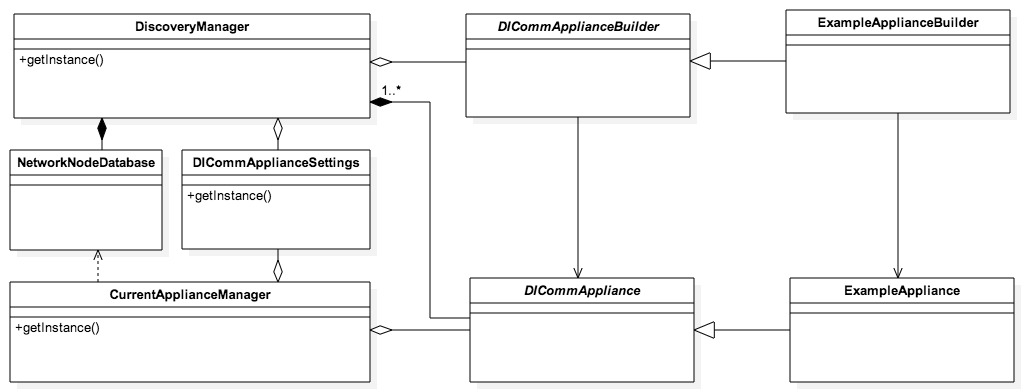 DiscoveryManager
+getInstance()
DICommApplianceBuilder
ExampleApplianceBuilder
1..*
NetworkNodeDatabase
DICommApplianceSettings
+getInstance()
CurrentApplianceManager
+getInstance()
DICommAppliance
ExampleAppliance